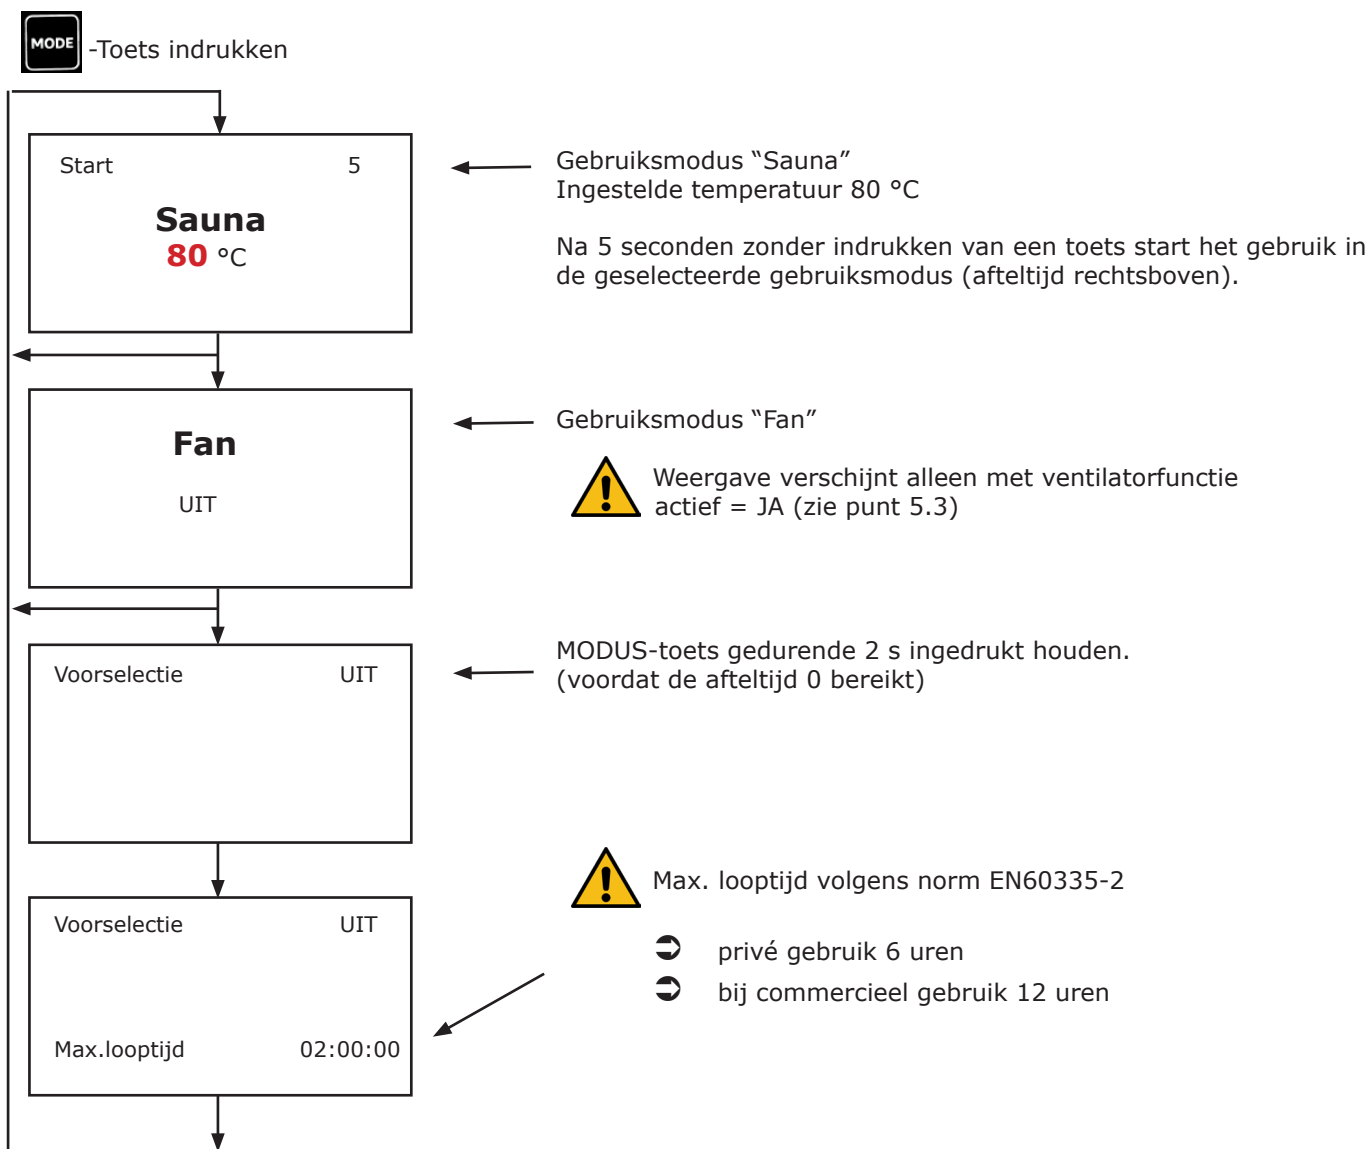 MODE -Toets indrukken
Start 5
Sauna
80 °C
Gebruiksmodus “Sauna”
Ingestelde temperatuur 80 °C
Na 5 seconden zonder indrukken van een toets start het gebruik in
de geselecteerde gebruiksmodus (afteltijd rechtsboven).
Fan
UIT
Gebruiksmodus “Fan”
Weergave verschijnt alleen met ventilatorfunctie
actief = JA (zie punt 5.3)
Voorselectie UIT
MODUS-toets gedurende 2 s ingedrukt houden.
(voordat de afteltijd 0 bereikt)
Voorselectie UIT
Max.looptijd 02:00:00
Max. looptijd volgens norm EN60335-2
➲ privé gebruik 6 uren
➲ bij commercieel gebruik 12 uren